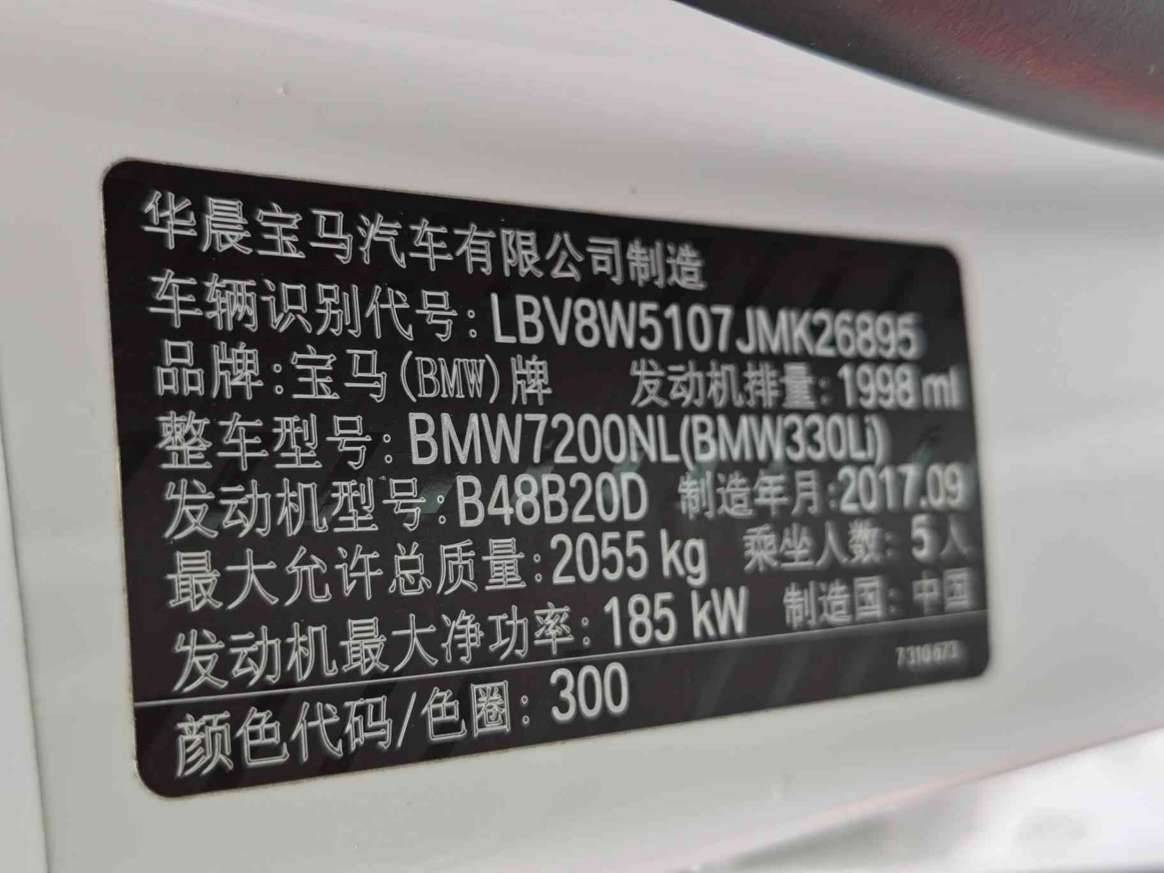 华晨宝马汽车有限公司制造
车辆识别代号:LBV8W5107JMK26895
品牌:宝马(BMW)牌 发动机排量:1998 ml
整车型号:BMW7200NL(BMW330Li)
发动机型号:B48B20D 制造年月:2017.09
最大允许总质量:2055 kg 乘坐人数:5人
发动机最大净功率:185 kW 制造国:中国
7310673
颜色代码/色圈:300